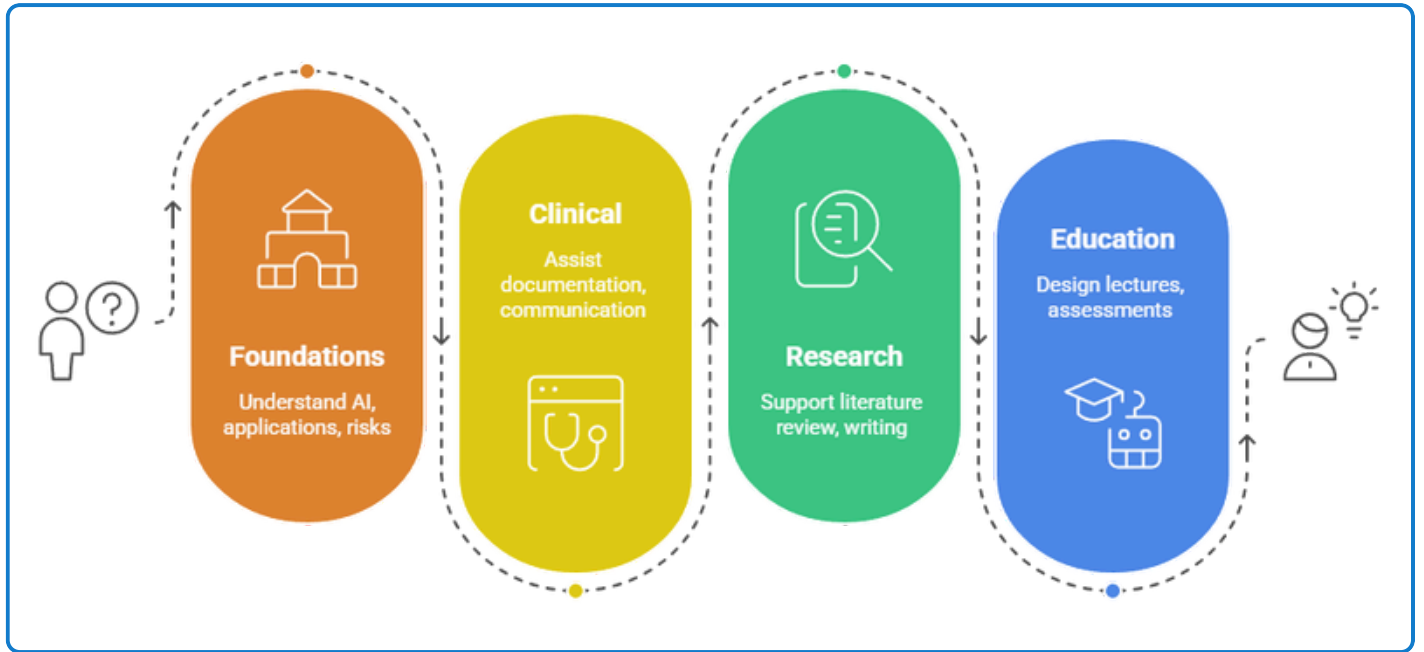 Foundations
Understand AI,
applications, risks
Clinical
Assist
documentation,
communication
Research
Support literature
review, writing
Education
Design lectures,
assessments
?